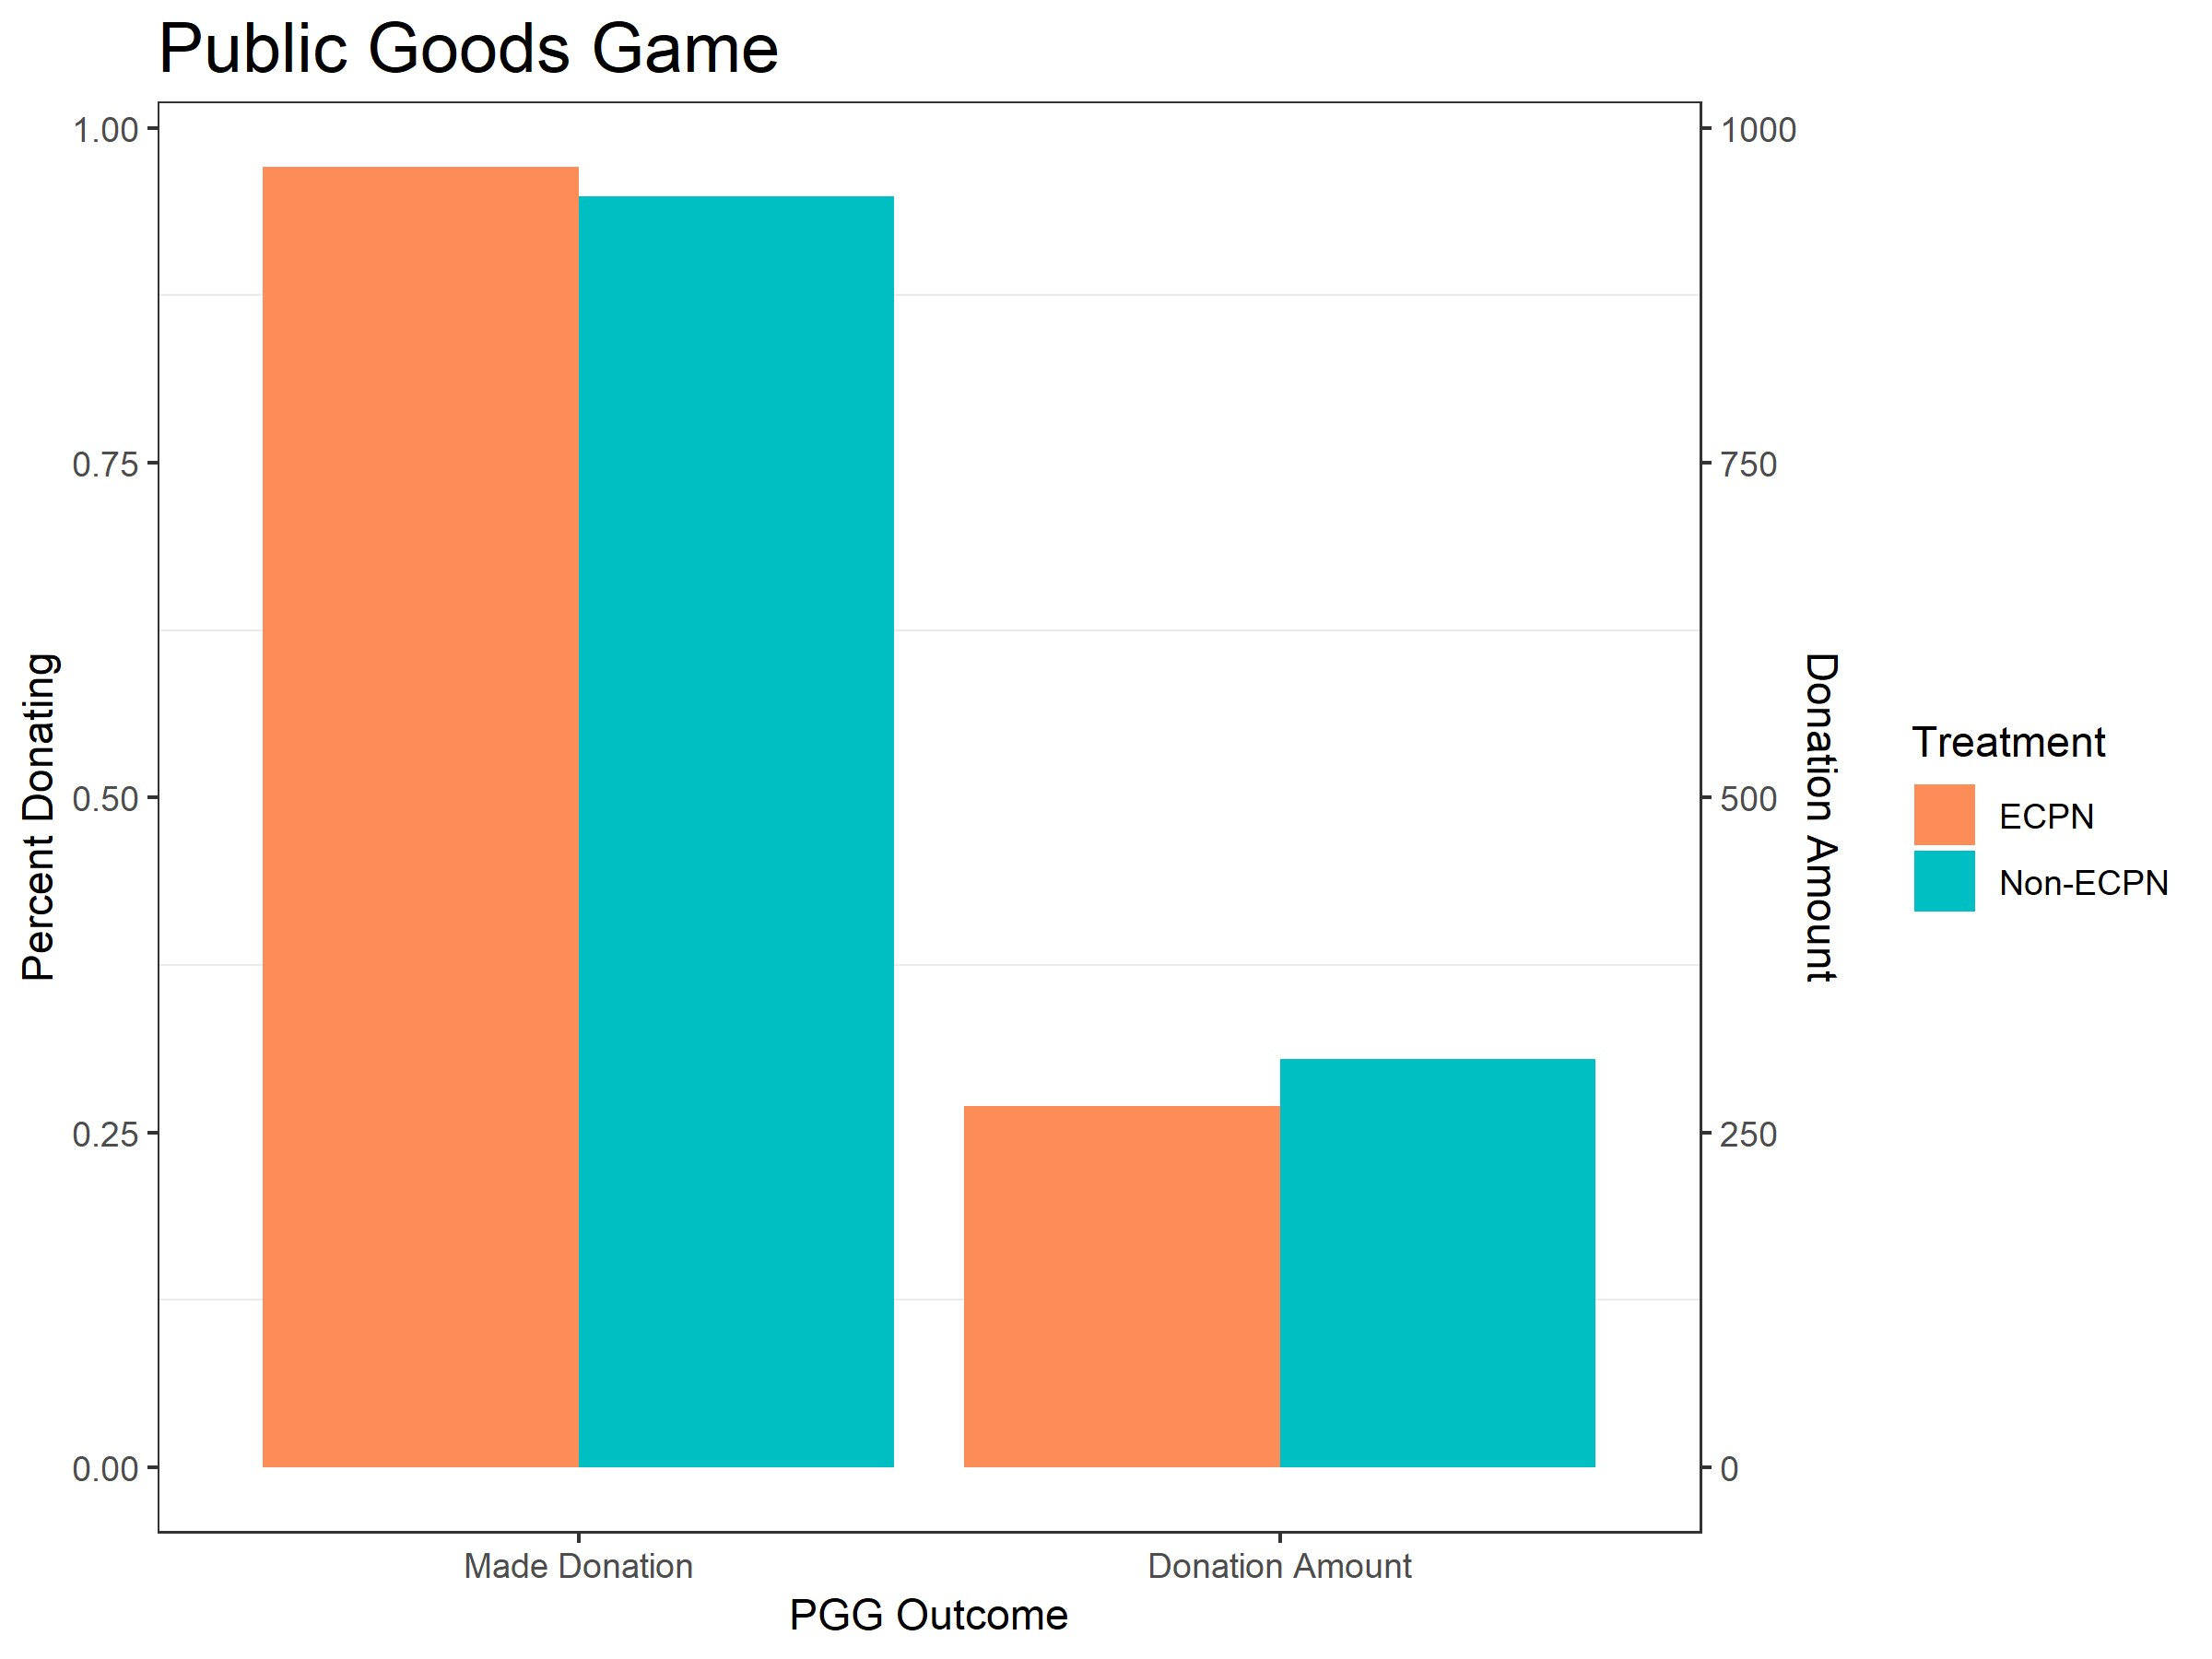 Public Goods Game
1.00
0.75
0.50
0.25
0.00
Percent Donating
1000
750
500
250
0
Donation Amount
Made Donation
Donation Amount
PGG Outcome
Treatment
ECPN
Non-ECPN